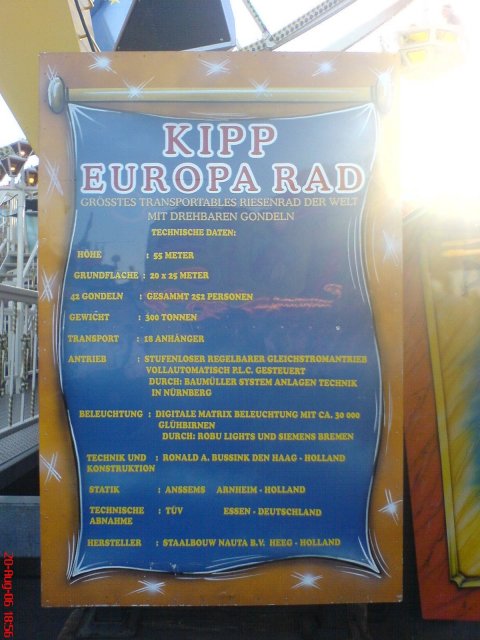 KIPP
EUROPA RAD
GRÖSSTES TRANSPORTABLES RIESENRAD DER WELT
MIT DREHBAREN GONDELN
TECHNISCHE DATEN:
HÖHE : 55 METER
GRUNDFLÄCHE : 20 X 25 METER
42 GONDELN : GESAMMT 252 PERSONEN
GEWICHT : 300 TONNEN
TRANSPORT : 18 ANHÄNGER
ANTRIEB : STUFENLOSER REGELBARER GLEICHSTROMANTRIEB
VOLLAUTOMATISCH P.L.C. GESTEUERT
DURCH: BAUMÜLLER SYSTEM ANLAGEN TECHNIK
IN NÜRNBERG
BELEUCHTUNG : DIGITALE MATRIX BELEUCHTUNG MIT CA. 30 000
GLÜHBIRNEN
DURCH: ROBU LIGHTS UND SIEMENS BREMEN
TECHNIK UND : RONALD A. BUSSINK DEN HAAG - HOLLAND
KONSTRUKTION
STATIK : ANSSEMS ARNHEIM - HOLLAND
TECHNISCHE : TÜV ESSEN - DEUTSCHLAND
ABNAHME
HERSTELLER : STAALBOUW NAUTA B.V. HEEG - HOLLAND
20-Aug-06 18:56